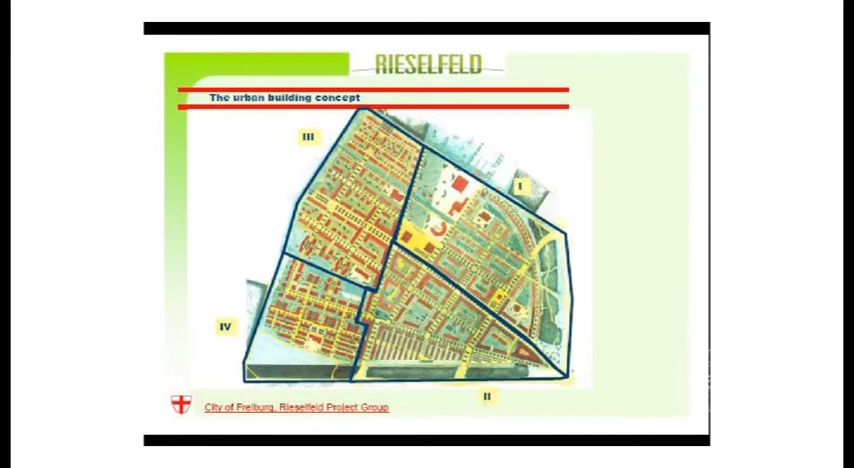 RIESELFELD
The urban building concept
III
I
IV
II
City of Freiburg, Rieselfeld Project Group